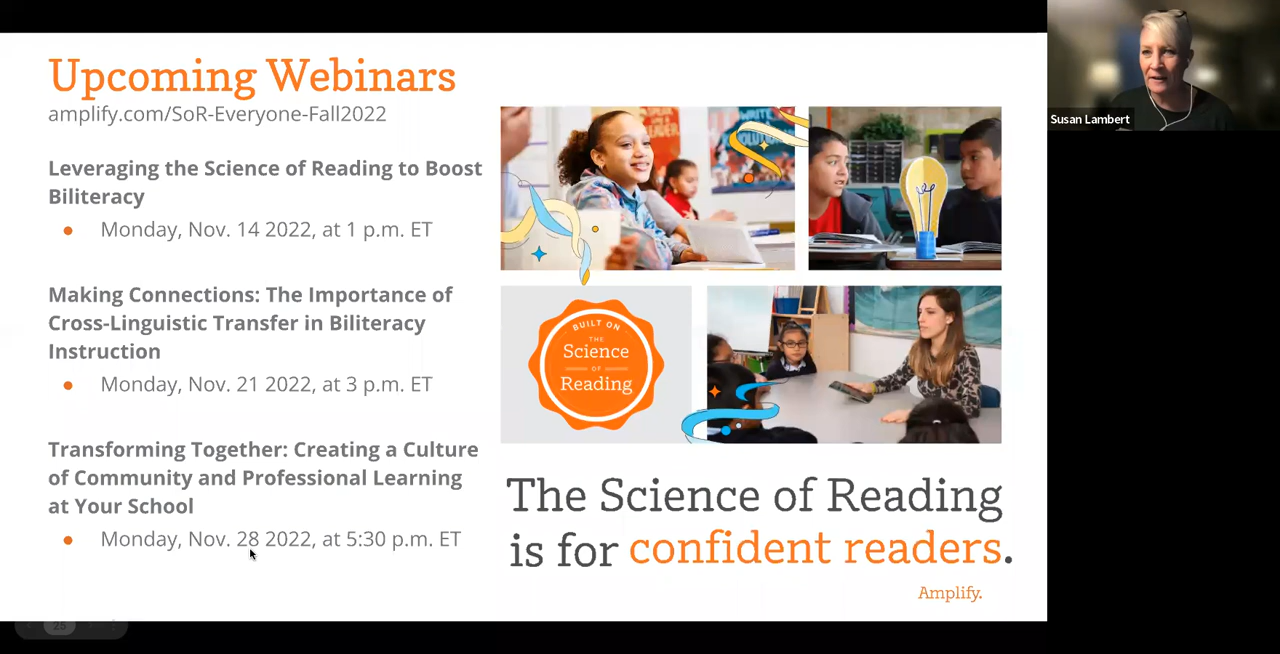 Upcoming Webinars
amplify.com/SoR-Everyone-Fall2022
Leveraging the Science of Reading to Boost
Biliteracy
• Monday, Nov. 14 2022, at 1 p.m. ET
Making Connections: The Importance of
Cross-Linguistic Transfer in Biliteracy
Instruction
• Monday, Nov. 21 2022, at 3 p.m. ET
Transforming Together: Creating a Culture
of Community and Professional Learning
at Your School
• Monday, Nov. 28 2022, at 5:30 p.m. ET
25
BUILT ON
THE
Science
OF
Reading
The Science of Reading
is for confident readers.
Amplify.
Susan Lambert